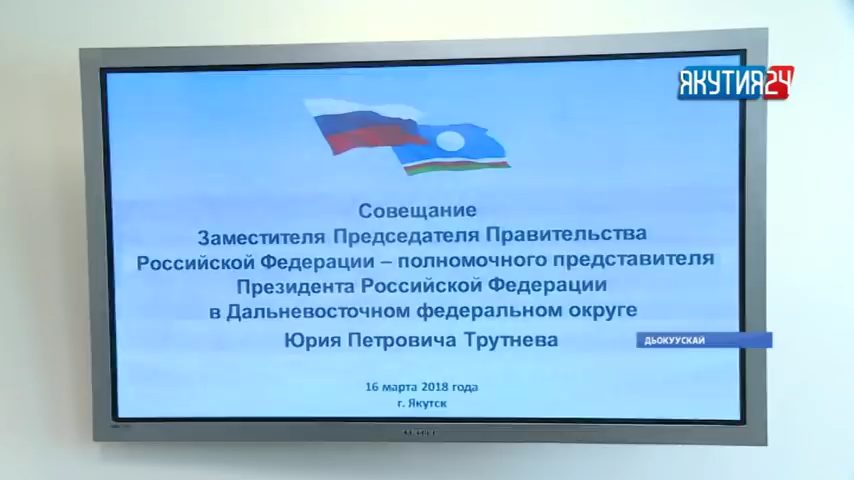 ЯКУТИЯ24
Совещание
Заместителя Председателя Правительства
Российской Федерации – полномочного представителя
Президента Российской Федерации
в Дальневосточном федеральном округе
Юрия Петровича Трутнева
ДЬОКУУСКАЙ
16 марта 2018 года
г. Якутск